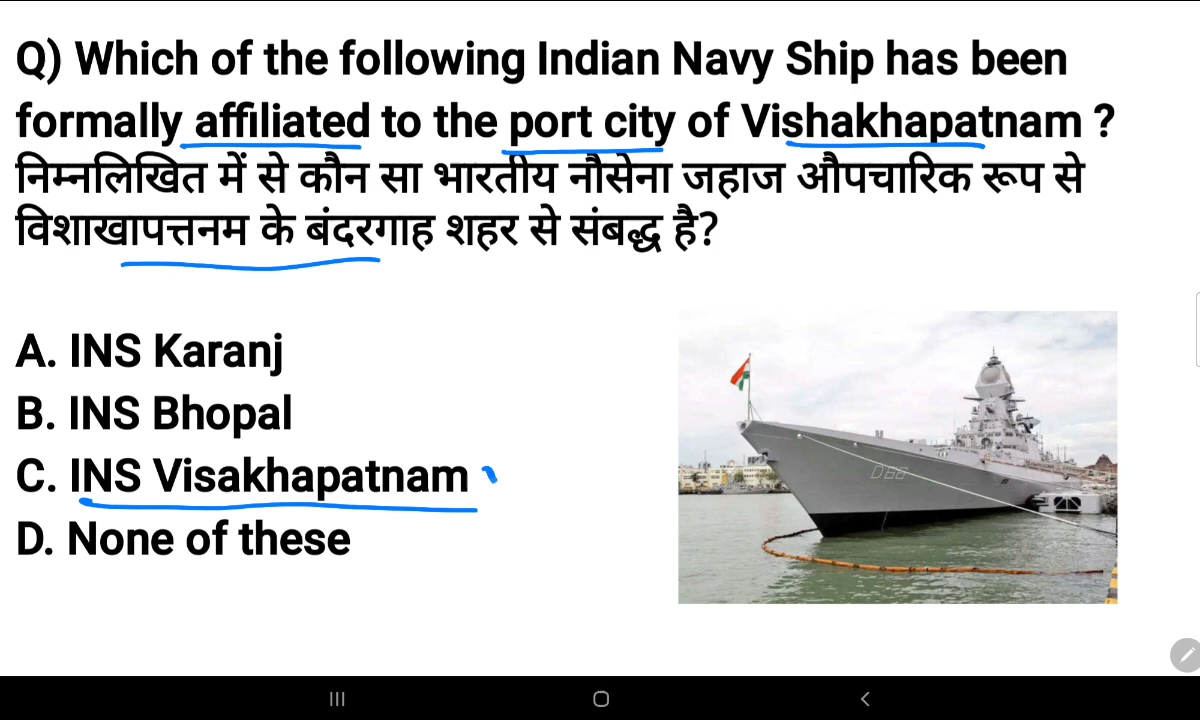 Q) Which of the following Indian Navy Ship has been
formally affiliated to the port city of Vishakhapatnam ?
निम्नलिखित में से कौन सा भारतीय नौसेना जहाज औपचारिक रूप से
विशाखापत्तनम के बंदरगाह शहर से संबद्ध है?
A. INS Karanj
B. INS Bhopal
C. INS Visakhapatnam
D. None of these
D66